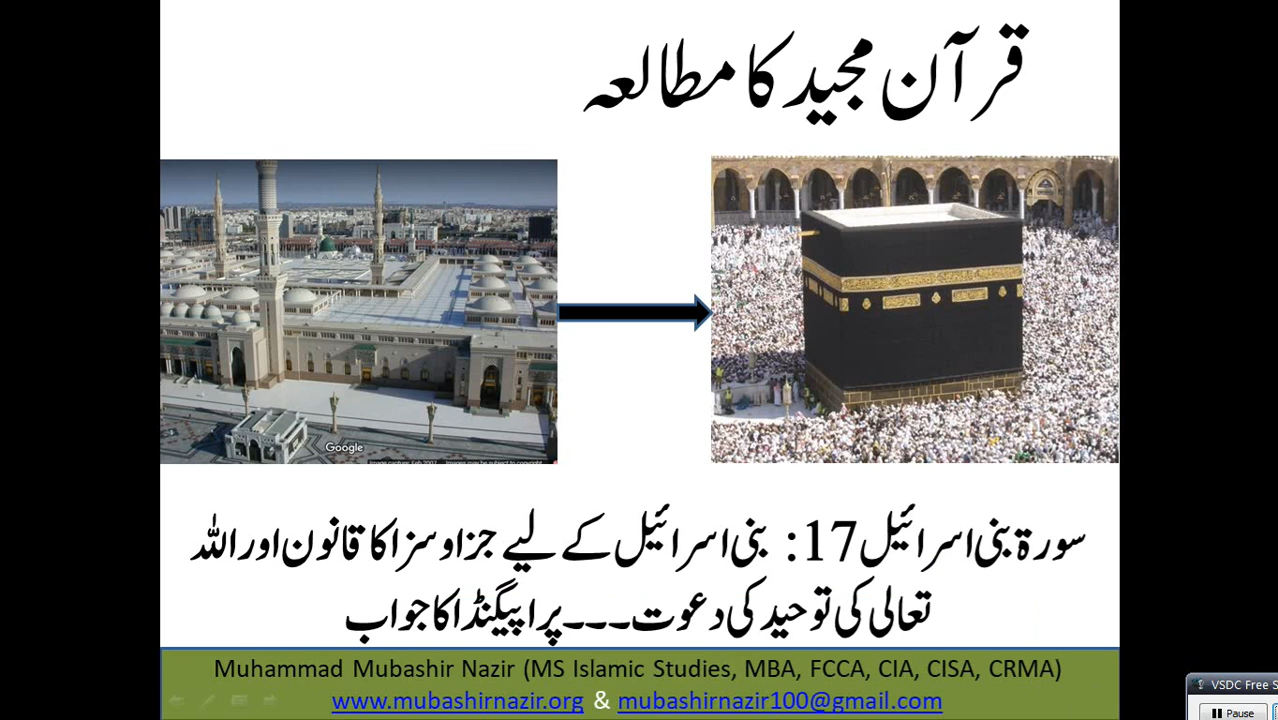 قرآن مجید کا مطالعہ
Google
سورۃ بنی اسرائیل 17: بنی اسرائیل کے لیے جزا و سزا کا قانون اور اللہ
تعالی کی توحید کی دعوت۔۔۔پراپیگنڈا کا جواب
Muhammad Mubashir Nazir (MS Islamic Studies, MBA, FCCA, CIA, CISA, CRMA)
www.mubashirnazir.org & mubashirnazir100@gmail.com
VSDC Free S
Pause